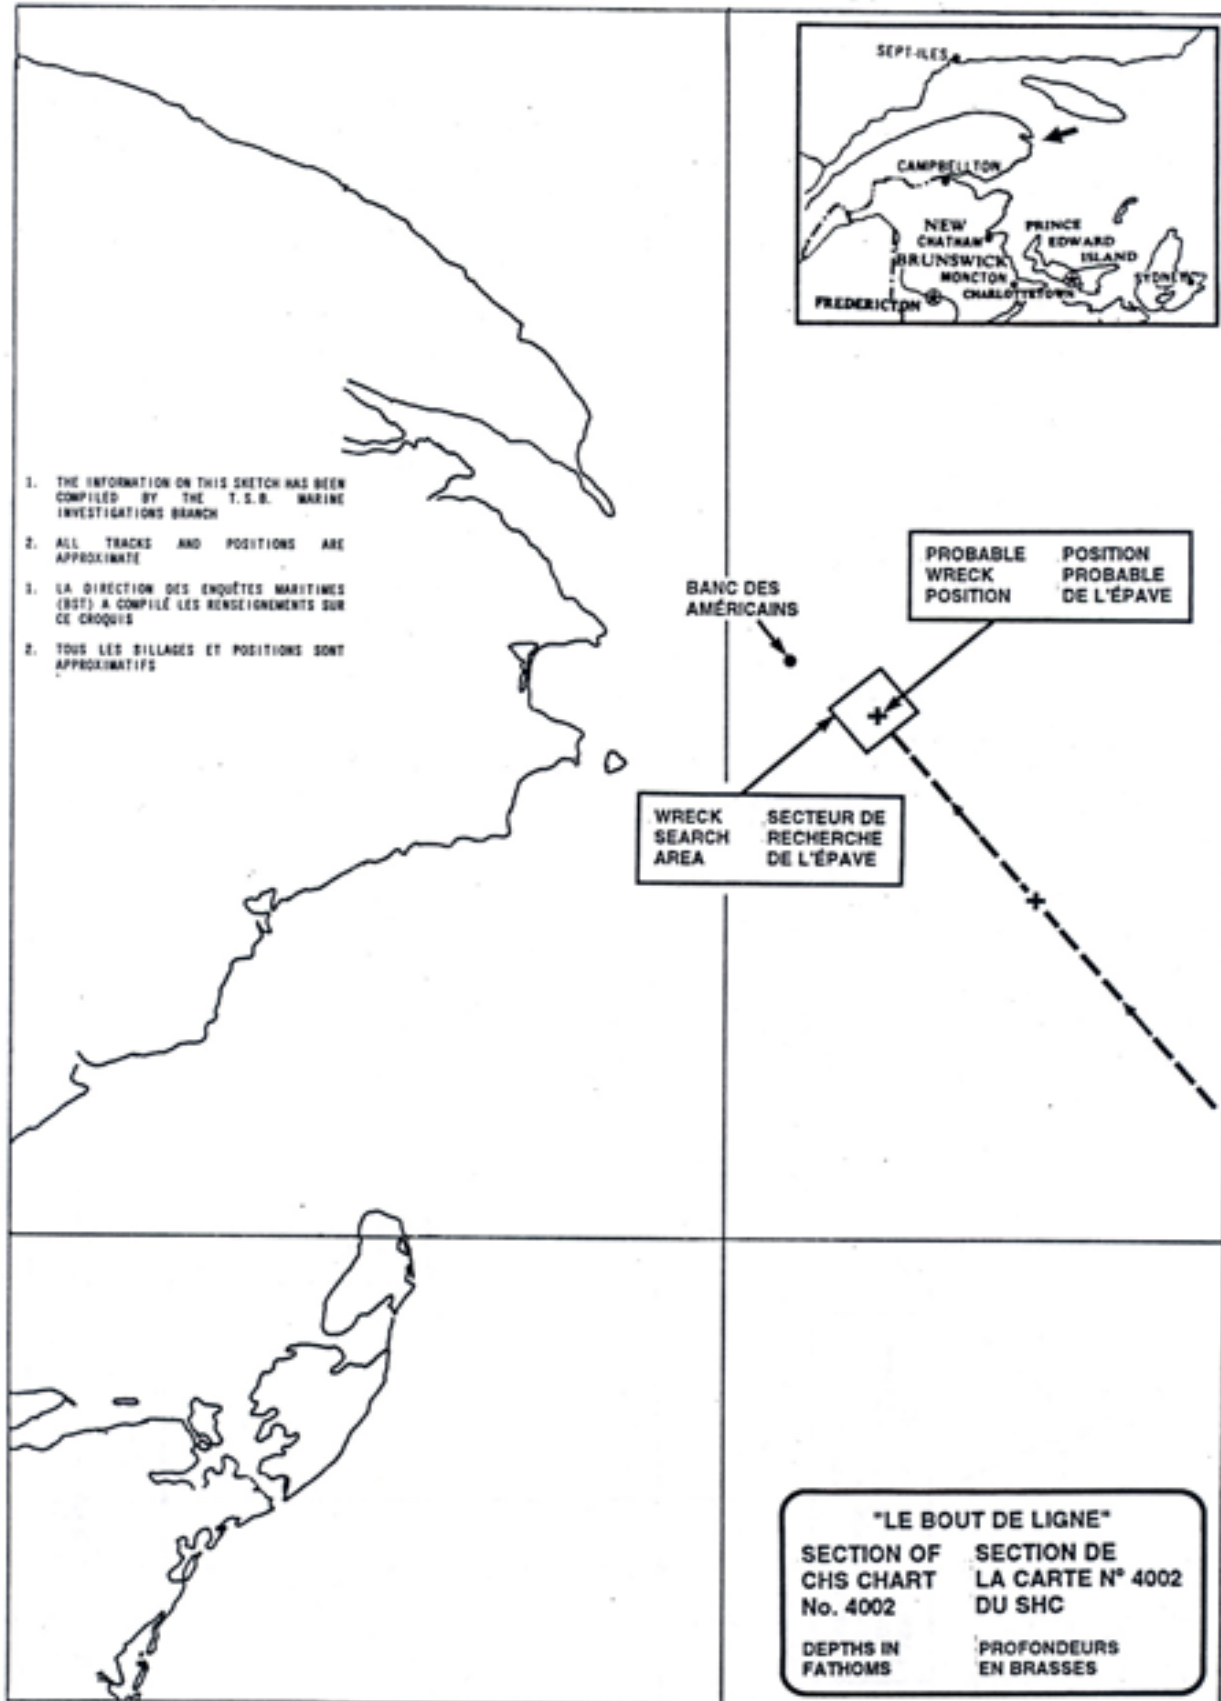 SEPT-ILES
CAMPBELLTON
NEW
BRUNSWICK
CHATHAM
MONCTON
FREDERICTON
PRINCE
EDWARD
ISLAND
CHARLOTTETOWN
SYDNEY
1. THE INFORMATION ON THIS SKETCH HAS BEEN
COMPILED BY THE T.S.B. MARINE
INVESTIGATIONS BRANCH
2. ALL TRACKS AND POSITIONS ARE
APPROXIMATE
1. LA DIRECTION DES ENQUÊTES MARITIMES
(BST) A COMPILÉ LES RENSEIGNEMENTS SUR
CE CROQUIS
2. TOUS LES SILLAGES ET POSITIONS SONT
APPROXIMATIFS
BANC DES
AMÉRICAINS
PROBABLE
WRECK
POSITION
POSITION
PROBABLE
DE L'ÉPAVE
WRECK
SEARCH
AREA
SECTEUR DE
RECHERCHE
DE L'ÉPAVE
"LE BOUT DE LIGNE"
SECTION OF
CHS CHART
No. 4002
SECTION DE
LA CARTE Nº 4002
DU SHC
DEPTHS IN
FATHOMS
PROFONDEURS
EN BRASSES